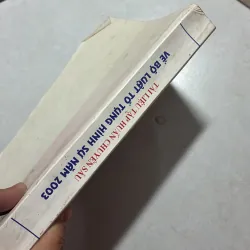 TÀI LIỆU TẬP HUẤN CHUYÊN SÂU
VỀ BỘ LUẬT TỐ TỤNG HÌNH SỰ NĂM 2003